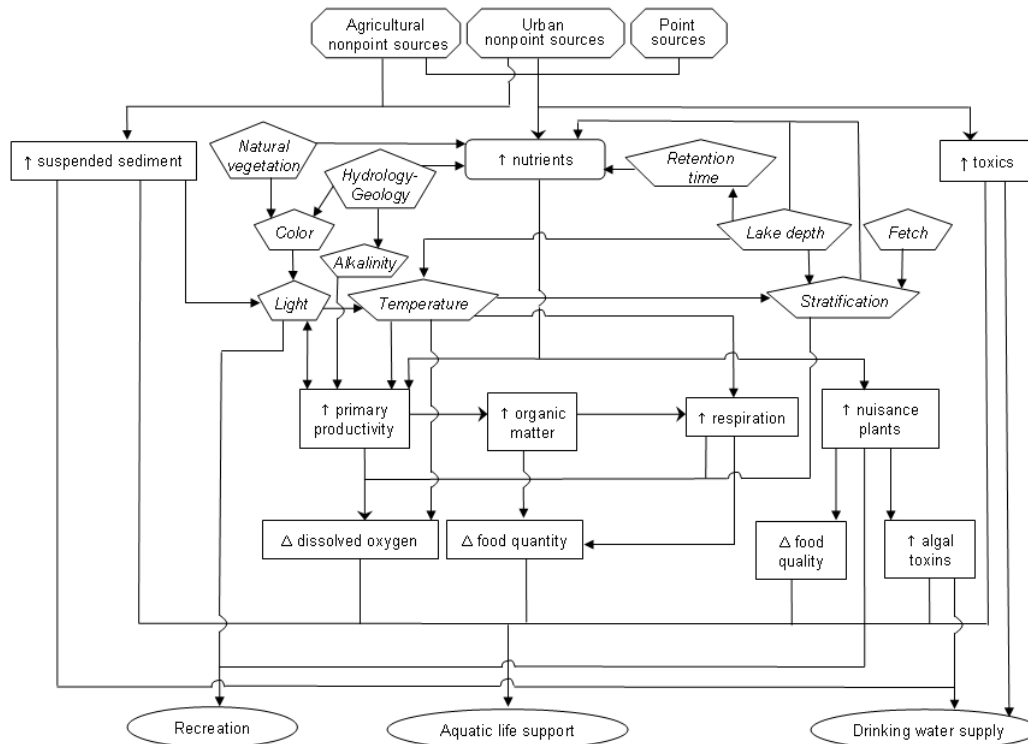 Agricultural
nonpoint sources
Urban
nonpoint sources
Point
sources
↑ suspended sediment
Natural
vegetation
Hydrology-
Geology
↑ nutrients
Retention
time
↑ toxics
Color
Alkalinity
Lake depth
Fetch
Light
Temperature
Stratification
↑ primary
productivity
↑ organic
matter
↑ respiration
↑ nuisance
plants
Δ dissolved oxygen
Δ food quantity
Δ food
quality
↑ algal
toxins
Recreation
Aquatic life support
Drinking water supply